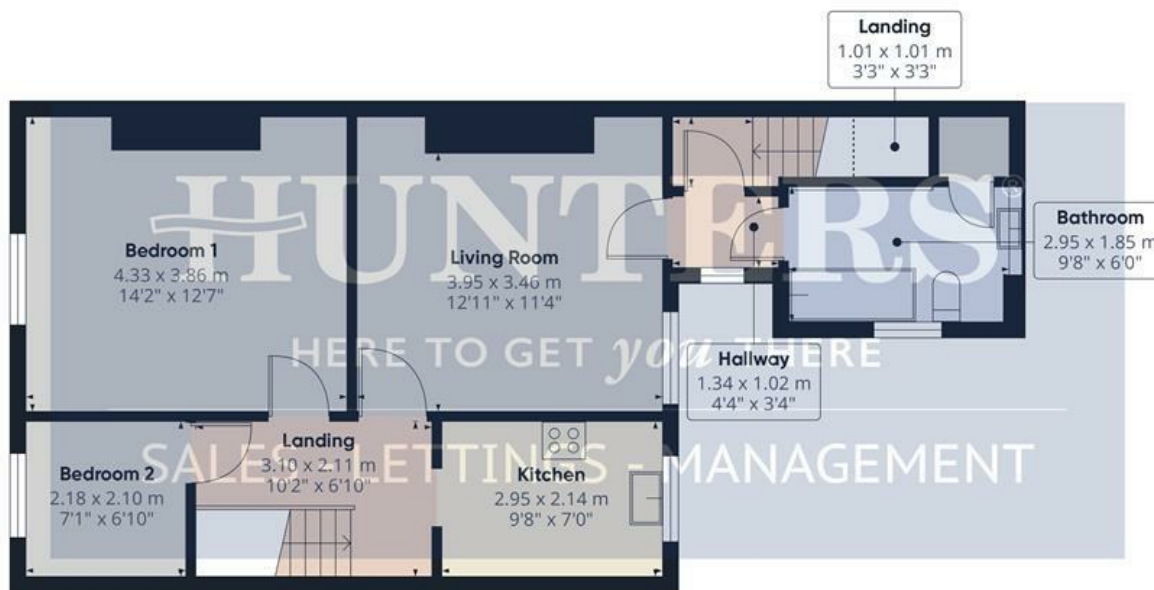 Landing
1.01 x 1.01 m
3'3" x 3'3"
HUNTERS®
Bedroom 1
4.33 x 3.86 m
14'2" x 12'7"
Living Room
3.95 x 3.46 m
12'11" x 11'4"
Bathroom
2.95 x 1.85 m
9'8" x 6'0"
HERE TO GET you THERE
Hallway
1.34 x 1.02 m
4'4" x 3'4"
SALES - LETTINGS - MANAGEMENT
Bedroom 2
2.18 x 2.10 m
7'1" x 6'10"
Landing
3.10 x 2.11 m
10'2" x 6'10"
Kitchen
2.95 x 2.14 m
9'8" x 7'0"